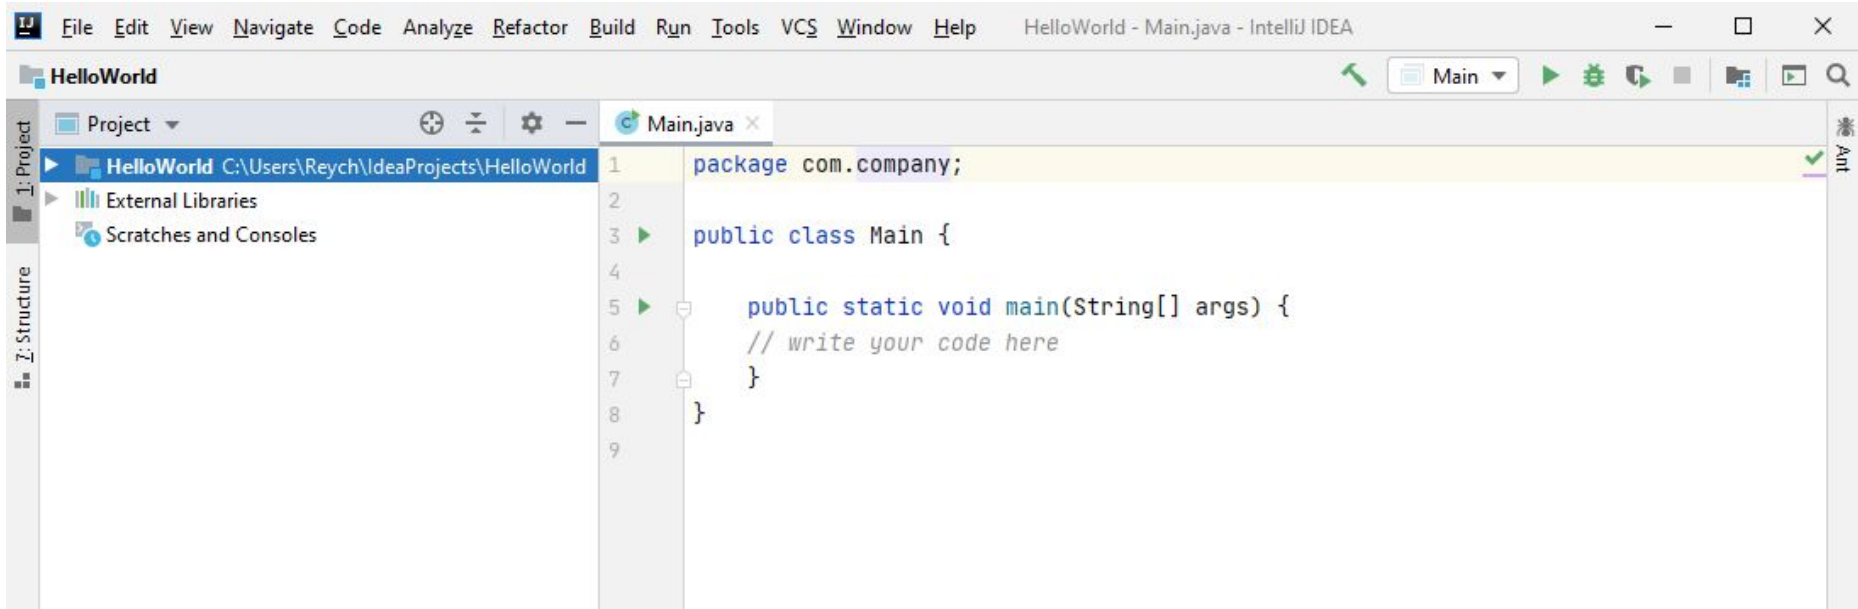 IJ File Edit View Navigate Code Analyze Refactor Build Run Tools VCS Window Help HelloWorld - Main.java - IntelliJ IDEA
HelloWorld
Main
1: Project
7: Structure
Project
HelloWorld C:\Users\Reych\IdeaProjects\HelloWorld
External Libraries
Scratches and Consoles
C Main.java
1 package com.company;
2
3 public class Main {
4
5 public static void main(String[] args) {
6 // write your code here
7 }
8 }
9
Ant